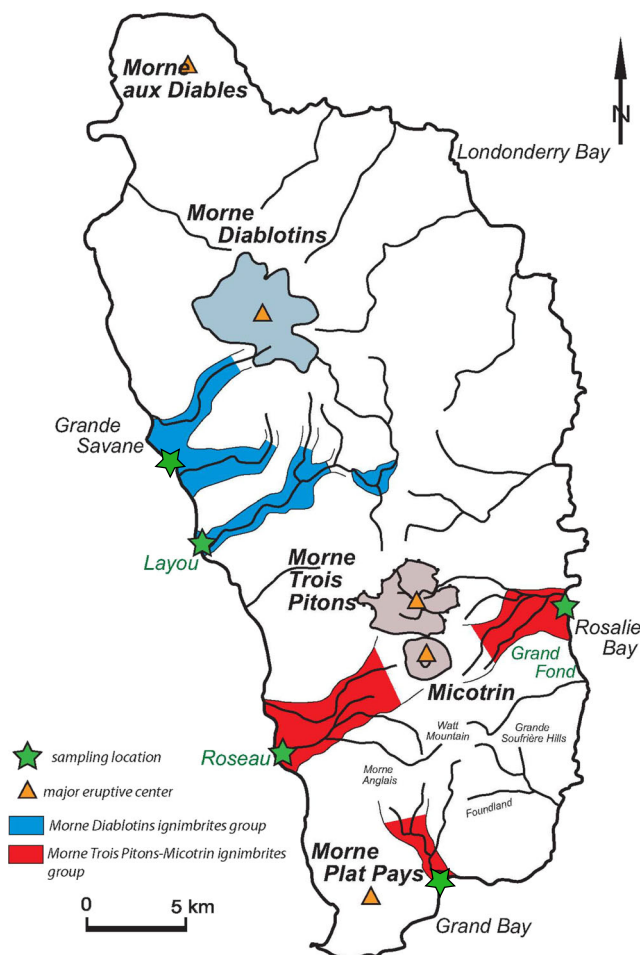 Morne
aux Diables
N
Londonderry Bay
Morne
Diablotins
Grande
Savane
Layou
Morne
Trois
Pitons
Rosalie
Bay
Grand
Fond
Micotrin
Watt
Mountain
Grande
Soufrière Hills
Roseau
Morne
Anglais
Foundland
sampling location
major eruptive center
Morne Diablotins ignimbrites group
Morne Trois Pitons-Micotrin ignimbrites
group
Morne
Plat Pays
Grand Bay
0 5 km